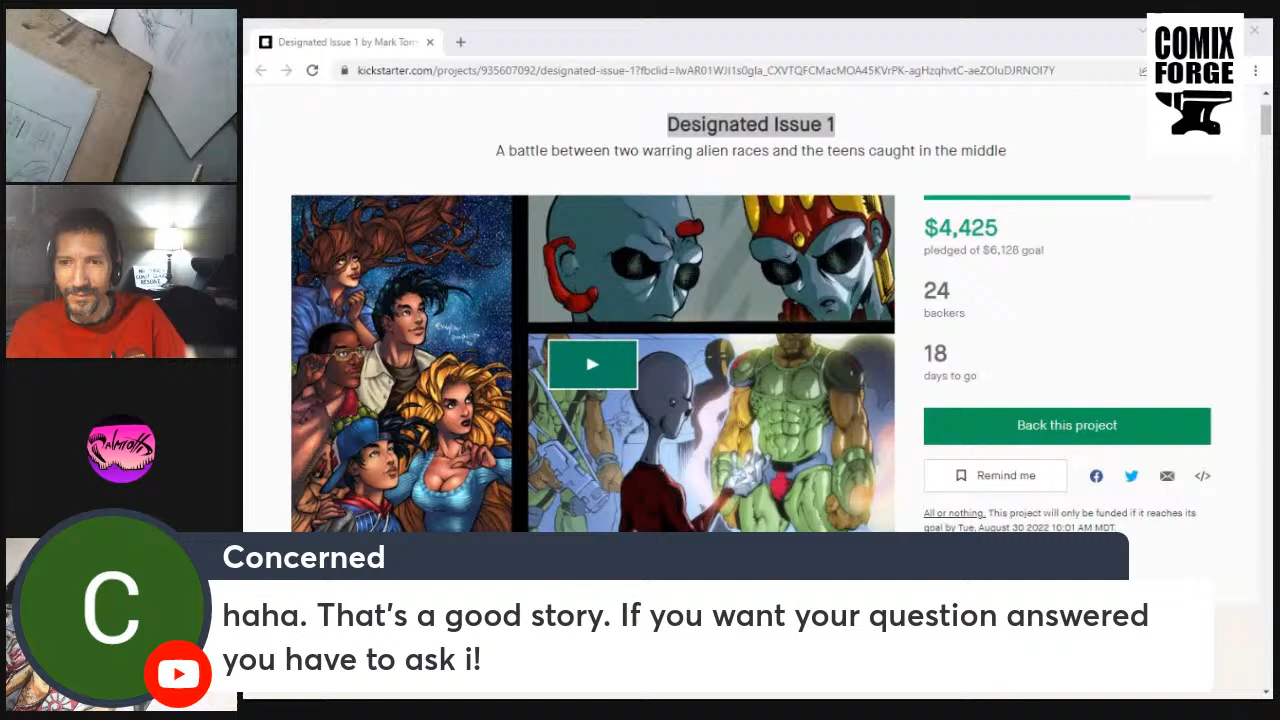 Designated Issue 1 by Mark Torr
kickstarter.com/projects/935607092/designated-issue-1?fbclid=IwAR01WJI1s0gla_CXVTQFCMacMOA45KVrPK-agHzqhvtC-aeZOluDJRNOI7Y
COMIX
FORGE
Designated Issue 1
A battle between two warring alien races and the teens caught in the middle
$4,425
pledged of $6,128 goal
24
backers
18
days to go
Back this project
Remind me
All or nothing. This project will only be funded if it reaches its
goal by Tue, August 30 2022 10:01 AM MDT.
C
Concerned
haha. That's a good story. If you want your question answered
you have to ask i!